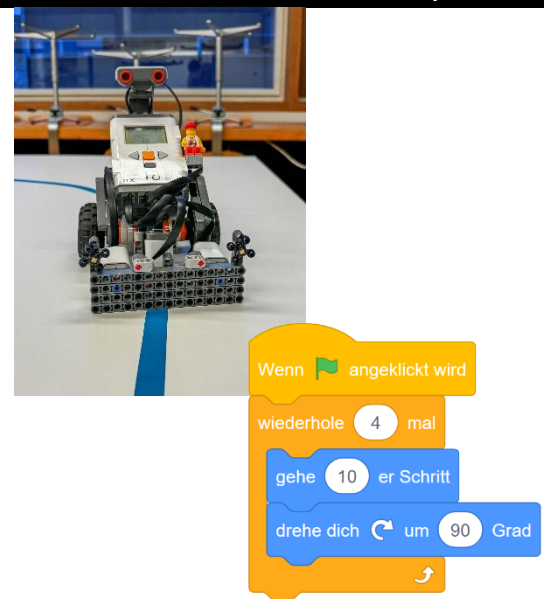 Wenn angeklickt wird
wiederhole 4 mal
gehe 10 er Schritt
drehe dich um 90 Grad